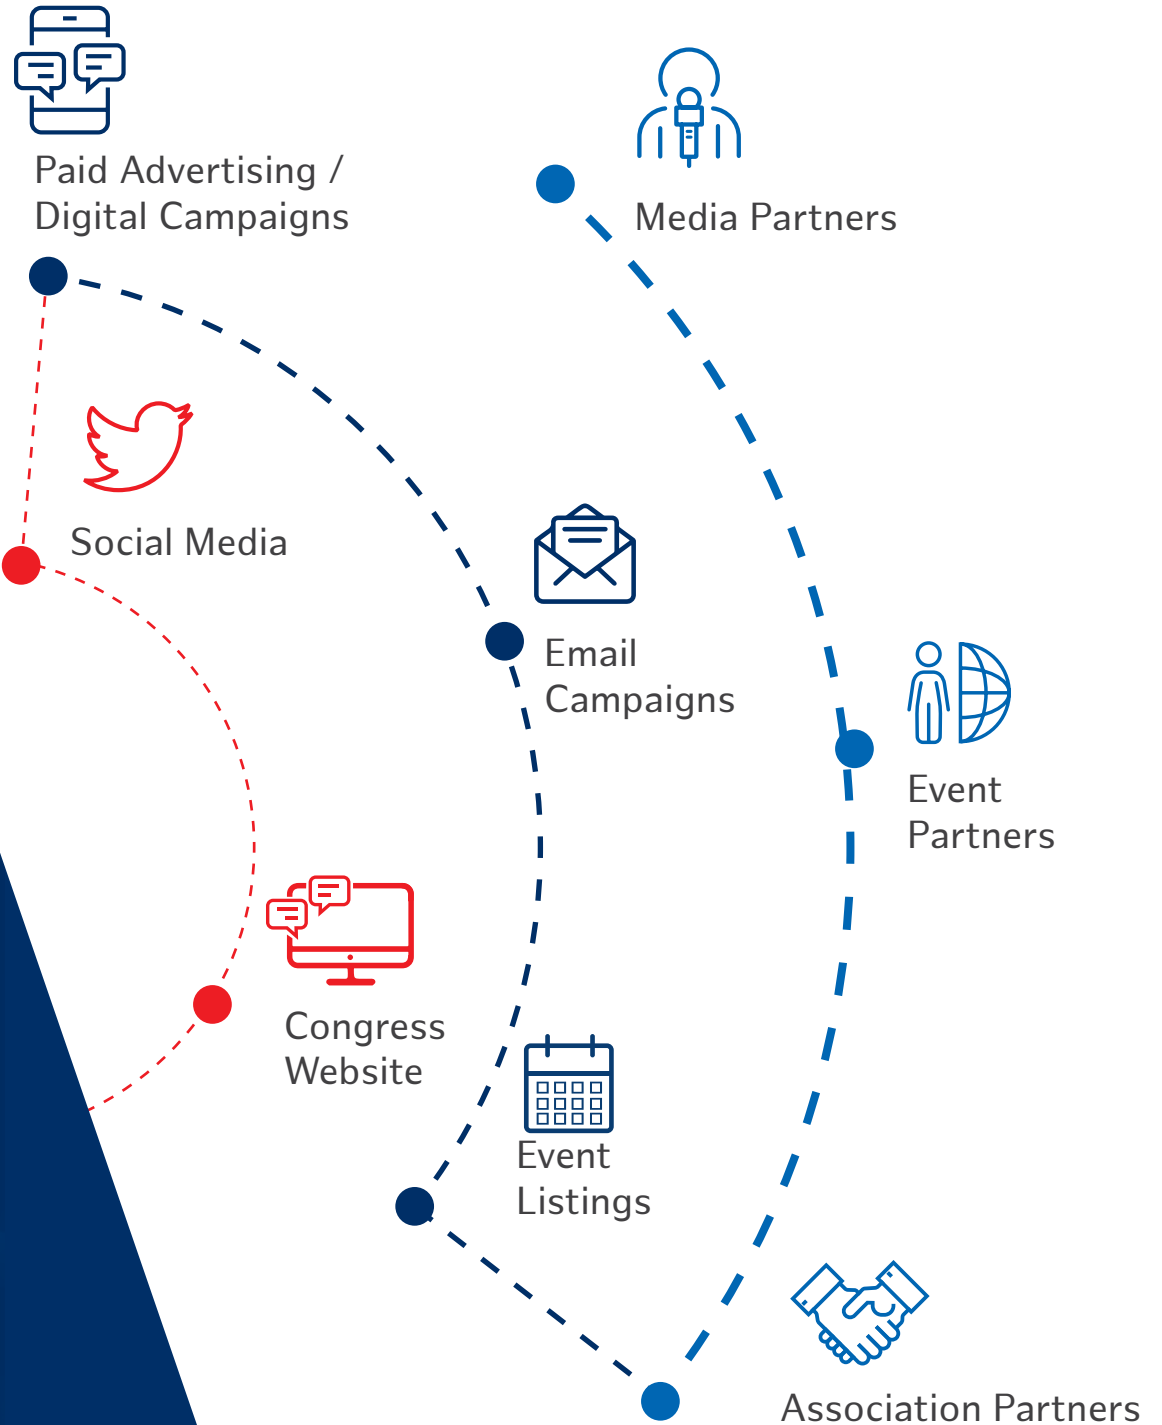 Paid Advertising /
Digital Campaigns
Media Partners
Social Media
Email
Campaigns
Event
Partners
Congress
Website
Event
Listings
Association Partners